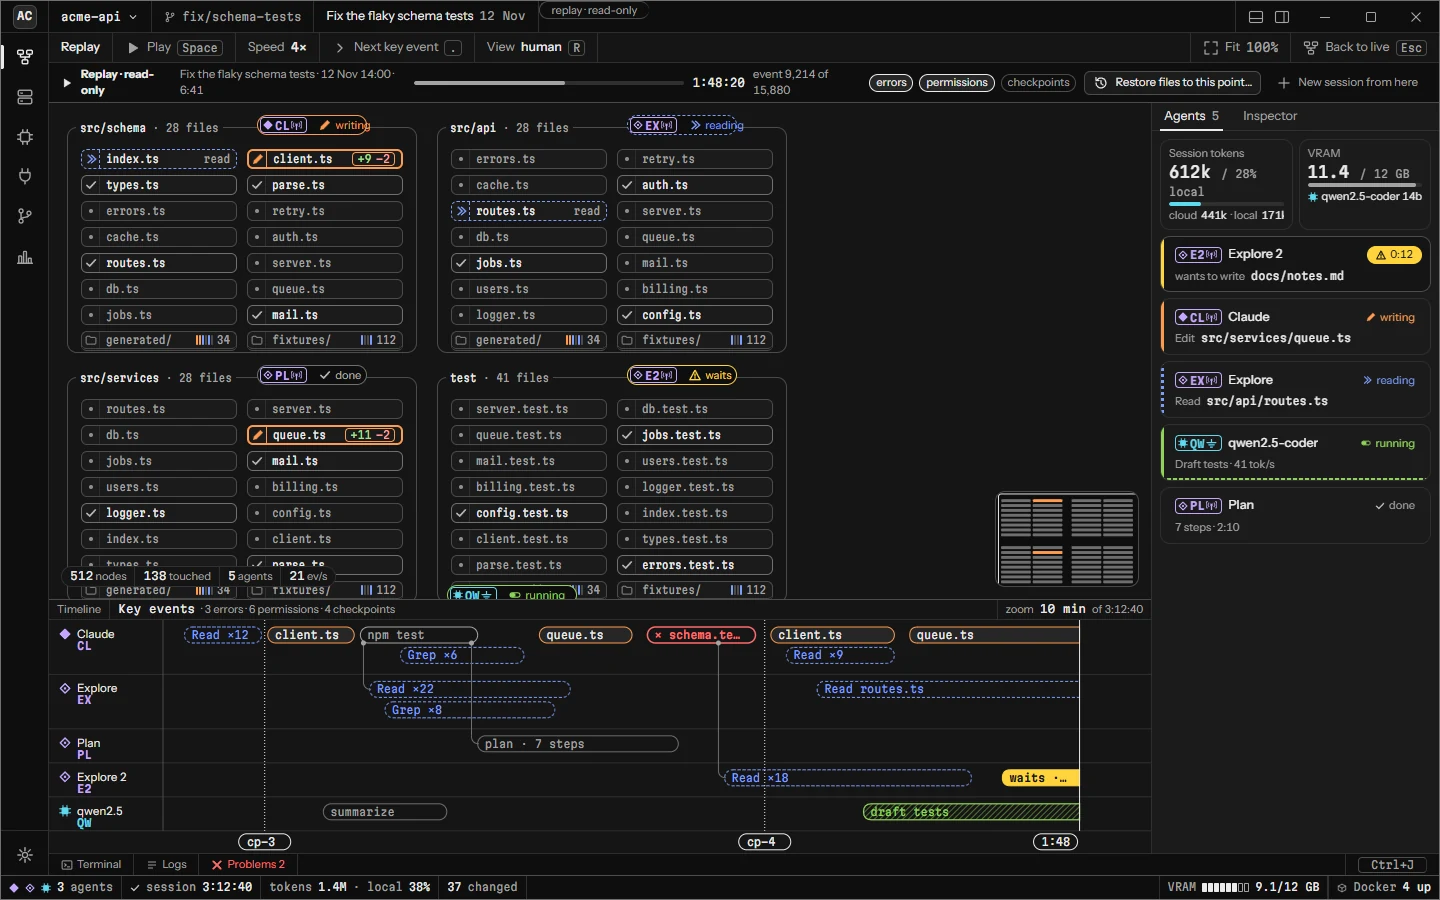 AC acme-api fix/schema-tests Fix the flaky schema tests 12 Nov replay·read-only
Replay Play Space Speed 4× Next key event . View human R Fit 100% Back to live Esc
Replay·read-only Fix the flaky schema tests·12 Nov 14:00·6:41 1:48:20 event 9,214 of 15,880 errors permissions checkpoints Restore files to this point… New session from here
src/schema · 28 files CL writing
index.ts read client.ts +9 −2
types.ts parse.ts
errors.ts retry.ts
cache.ts auth.ts
routes.ts server.ts
db.ts queue.ts
jobs.ts mail.ts
generated/ 34 fixtures/ 112
src/api · 28 files EX reading
errors.ts retry.ts
cache.ts auth.ts
routes.ts read server.ts
db.ts queue.ts
jobs.ts mail.ts
users.ts billing.ts
logger.ts config.ts
generated/ 34 fixtures/ 112
src/services · 28 files PL done
routes.ts server.ts
db.ts queue.ts +11 −2
jobs.ts mail.ts
users.ts billing.ts
logger.ts config.ts
index.ts client.ts
types.ts parse.ts
generated/ fixtures/
512 nodes 138 touched 5 agents 21 ev/s
test · 41 files E2 waits
server.test.ts db.test.ts
queue.test.ts jobs.test.ts
mail.test.ts users.test.ts
billing.test.ts logger.test.ts
config.test.ts index.test.ts
client.test.ts types.test.ts
parse.test.ts errors.test.ts
34 fixtures/ 112
QW running
Agents 5 Inspector
Session tokens
612k / 28% local
cloud 441k·local 171k
VRAM
11.4 / 12 GB
qwen2.5-coder 14b
E2 Explore 2 0:12
wants to write docs/notes.md
CL Claude writing
Edit src/services/queue.ts
EX Explore reading
Read src/api/routes.ts
QW qwen2.5-coder running
Draft tests·41 tok/s
PL Plan done
7 steps·2:10
Timeline Key events ·3 errors·6 permissions·4 checkpoints zoom 10 min of 3:12:40
Claude CL Read ×12 client.ts npm test queue.ts × schema.te… client.ts queue.ts
Grep ×6 Read ×9
Explore EX Read ×22 Read routes.ts
Grep ×8
Plan PL plan · 7 steps
Explore 2 E2 Read ×18 waits ·…
qwen2.5 QW summarize draft tests
cp-3 cp-4 1:48
Terminal Logs Problems 2 Ctrl+J
3 agents session 3:12:40 tokens 1.4M · local 38% 37 changed VRAM 9.1/12 GB Docker 4 up